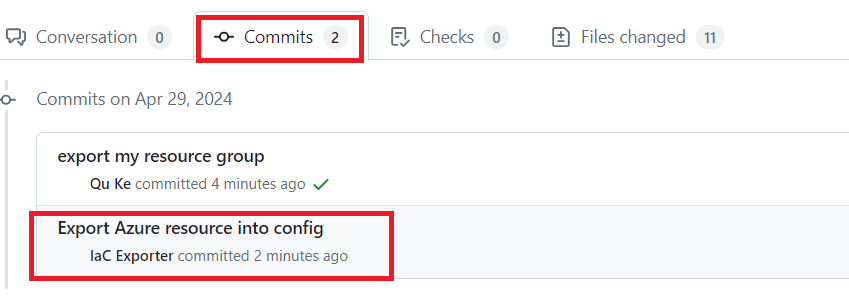 Conversation 0 Commits 2 Checks 0 Files changed 11
Commits on Apr 29, 2024
export my resource group
Qu Ke committed 4 minutes ago
Export Azure resource into config
IaC Exporter committed 2 minutes ago